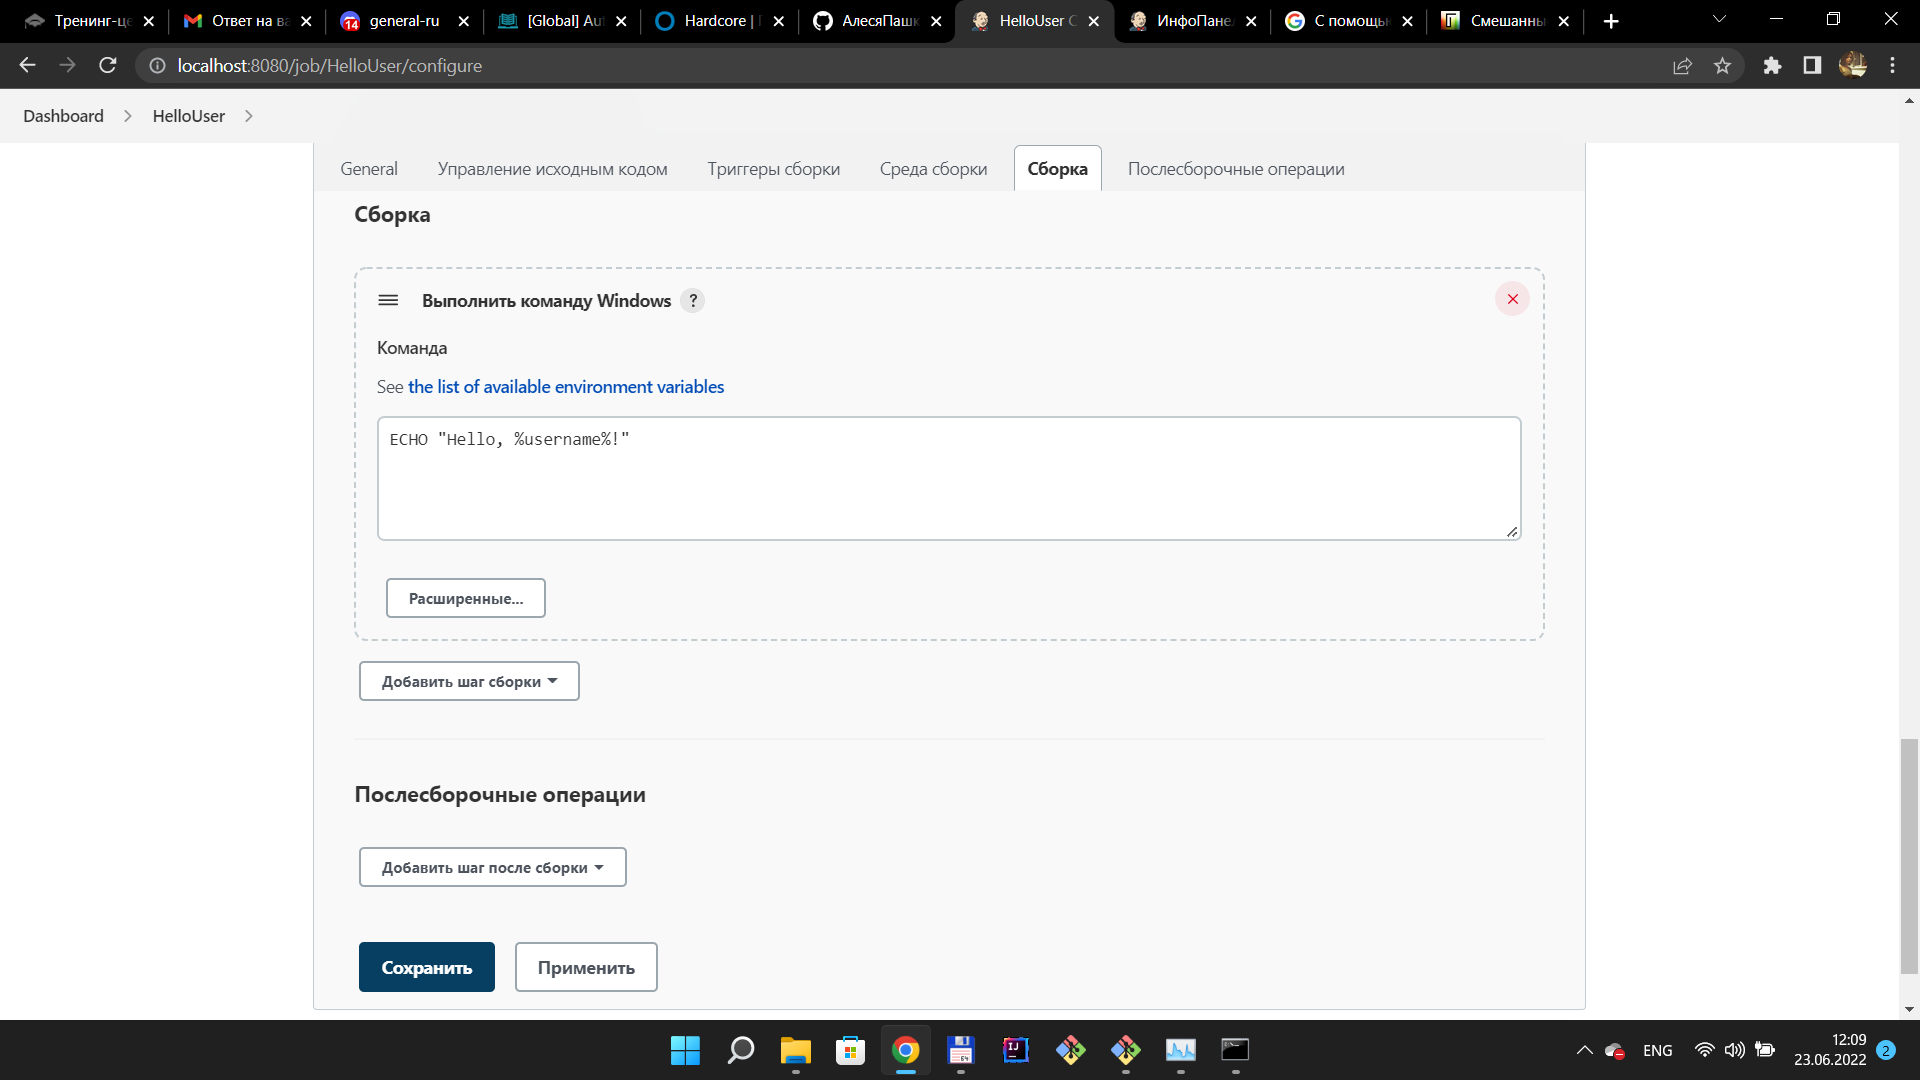 Тренинг-це
Ответ на ва
14 general-ru
[Global] Au
Hardcore | П
АлесяПашк
HelloUser C
ИнфоПане
С помощью
Смешанны
localhost:8080/job/HelloUser/configure
Dashboard HelloUser
General Управление исходным кодом Триггеры сборки Среда сборки Сборка Послесборочные операции
Сборка
Выполнить команду Windows ?
Команда
See the list of available environment variables
ECHO "Hello, %username%!"
Расширенные...
Добавить шаг сборки
Послесборочные операции
Добавить шаг после сборки
Сохранить Применить
64 IJ ENG 12:09
23.06.2022 2